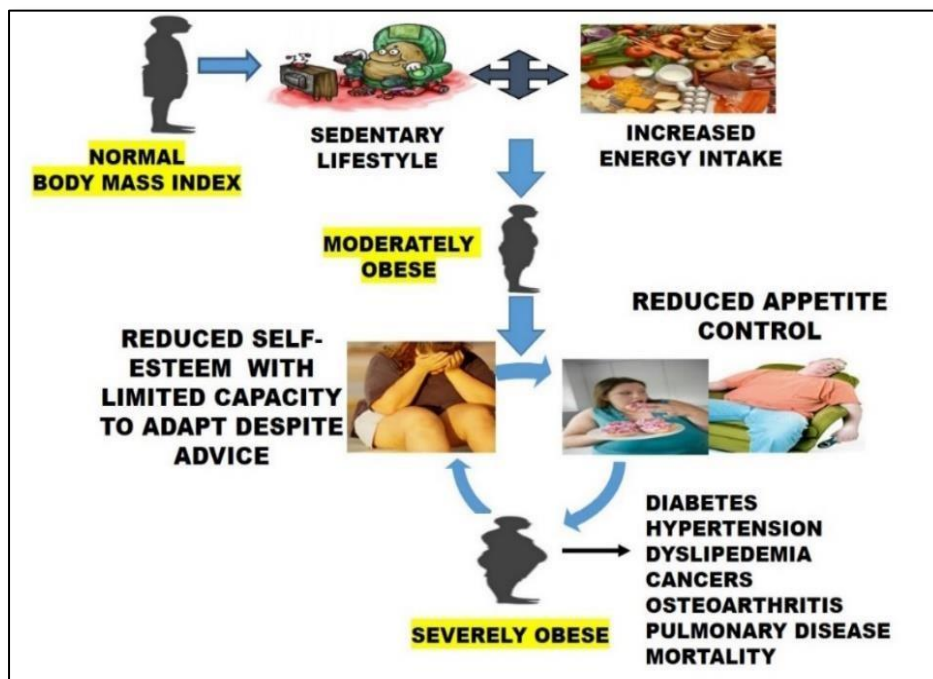 NORMAL
BODY MASS INDEX
SEDENTARY
LIFESTYLE
INCREASED
ENERGY INTAKE
MODERATELY
OBESE
REDUCED SELF-
ESTEEM WITH
LIMITED CAPACITY
TO ADAPT DESPITE
ADVICE
REDUCED APPETITE
CONTROL
SEVERELY OBESE
DIABETES
HYPERTENSION
DYSLIPEDEMIA
CANCERS
OSTEOARTHRITIS
PULMONARY DISEASE
MORTALITY